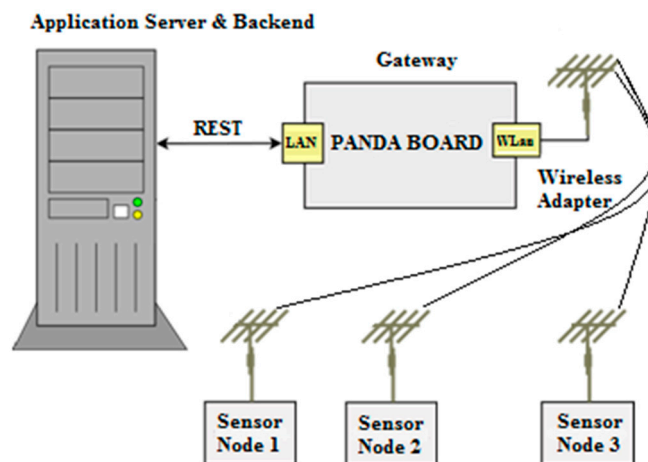 Application Server & Backend
Gateway
REST
LAN
PANDA BOARD
WLan
Wireless
Adapter
Sensor
Node 1
Sensor
Node 2
Sensor
Node 3